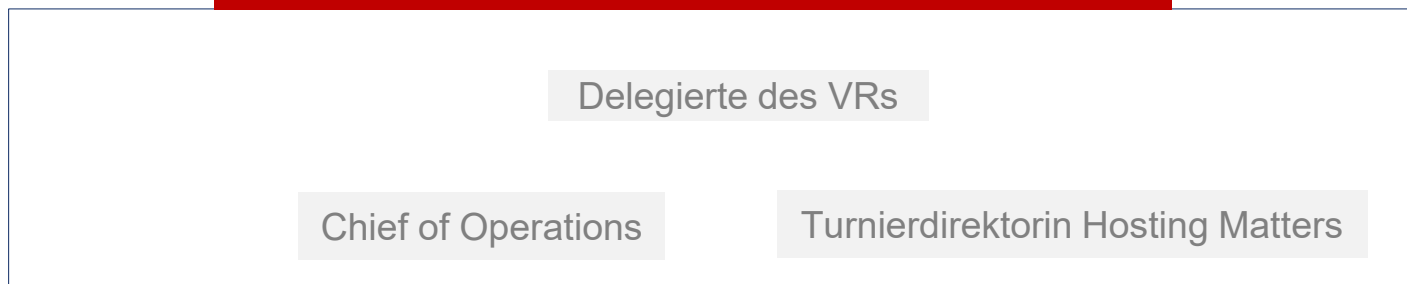 Delegierte des VRs
Chief of Operations
Turnierdirektorin Hosting Matters